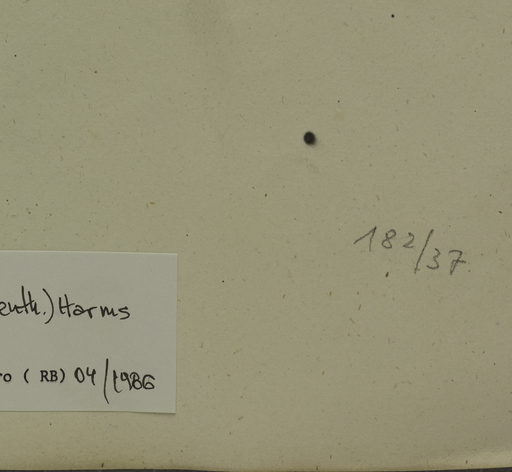 182/37
enth.) Harms
ro ( RB) 04/1986